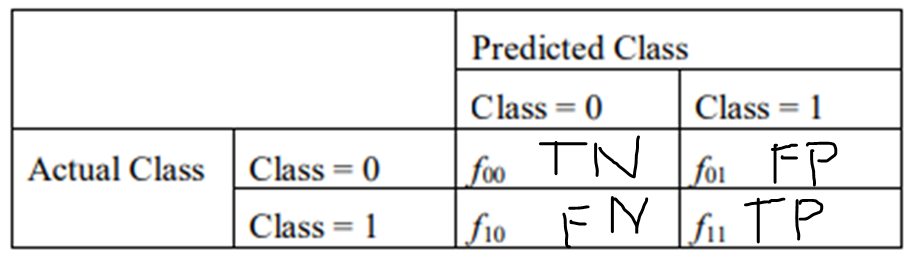 Predicted Class
Class = 0 Class = 1
Actual Class Class = 0 f00 TN f01 FP
Class = 1 f10 FN f11 TP